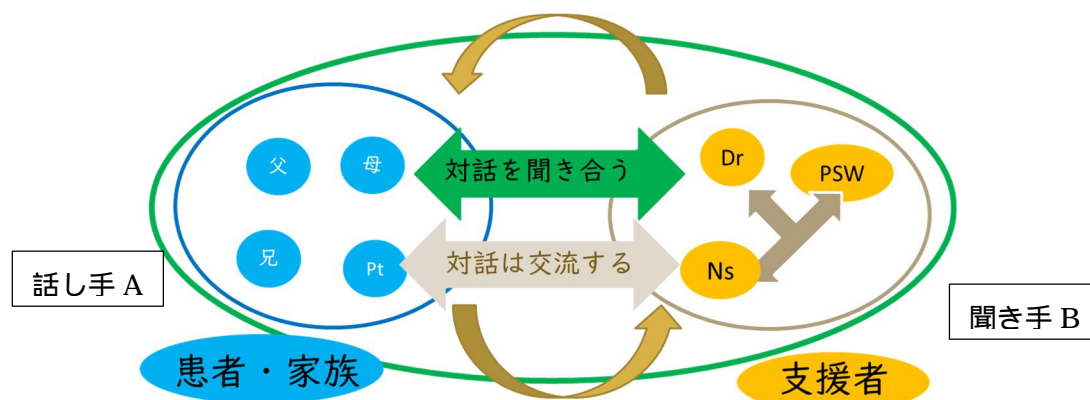 父
母
兄
Pt
対話を聞き合う
対話は交流する
Dr
PSW
Ns
話し手 A
聞き手 B
患者・家族
支援者